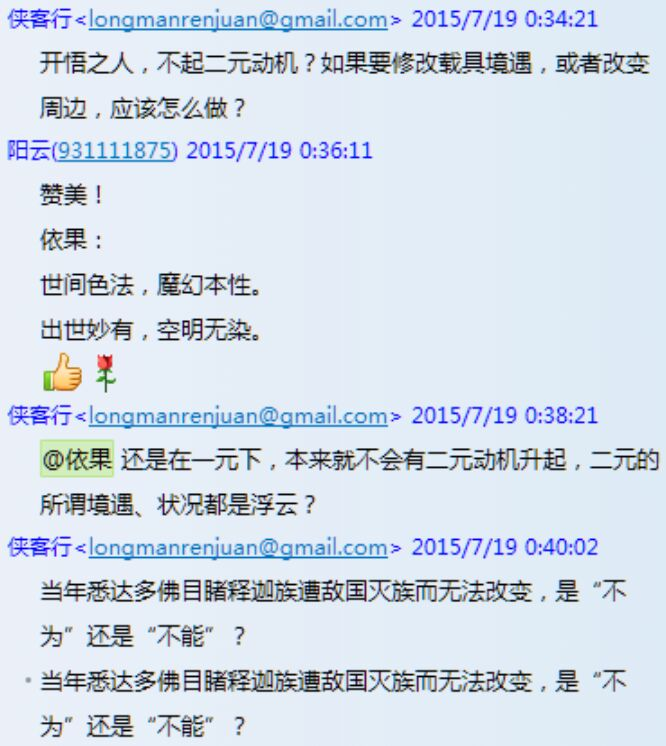 侠客行<longmanrenjuan@gmail.com> 2015/7/19 0:34:21
开悟之人，不起二元动机？如果要修改载具境遇，或者改变
周边，应该怎么做？
阳云(931111875) 2015/7/19 0:36:11
赞美！
依果：
世间色法，魔幻本性。
出世妙有，空明无染。
侠客行<longmanrenjuan@gmail.com> 2015/7/19 0:38:21
@依果 还是在一元下，本来就不会有二元动机升起，二元的
所谓境遇、状况都是浮云？
侠客行<longmanrenjuan@gmail.com> 2015/7/19 0:40:02
当年悉达多佛目睹释迦族遭敌国灭族而无法改变，是“不
为”还是“不能”？
当年悉达多佛目睹释迦族遭敌国灭族而无法改变，是“不
为”还是“不能”？